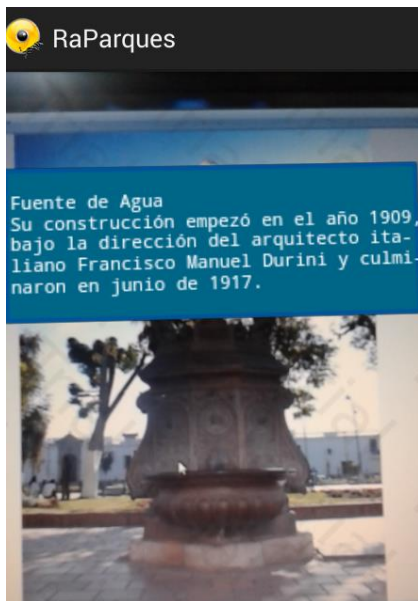 RaParques
Fuente de Agua
Su construcción empezó en el año 1909,
bajo la dirección del arquitecto ita-
liano Francisco Manuel Durini y culmi-
naron en junio de 1917.